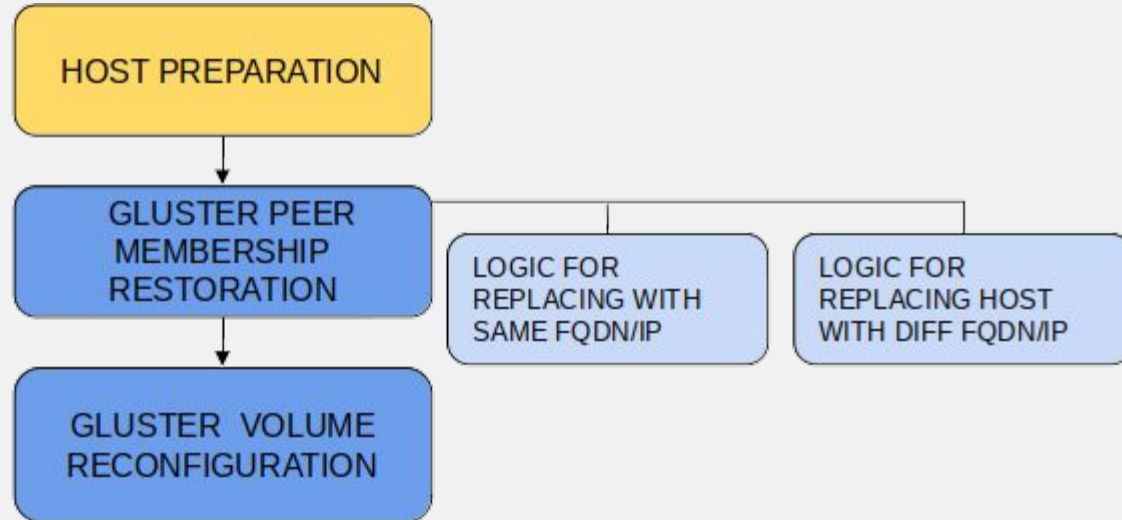 HOST PREPARATION
GLUSTER PEER
MEMBERSHIP
RESTORATION
LOGIC FOR
REPLACING WITH
SAME FQDN/IP
LOGIC FOR
REPLACING HOST
WITH DIFF FQDN/IP
GLUSTER VOLUME
RECONFIGURATION